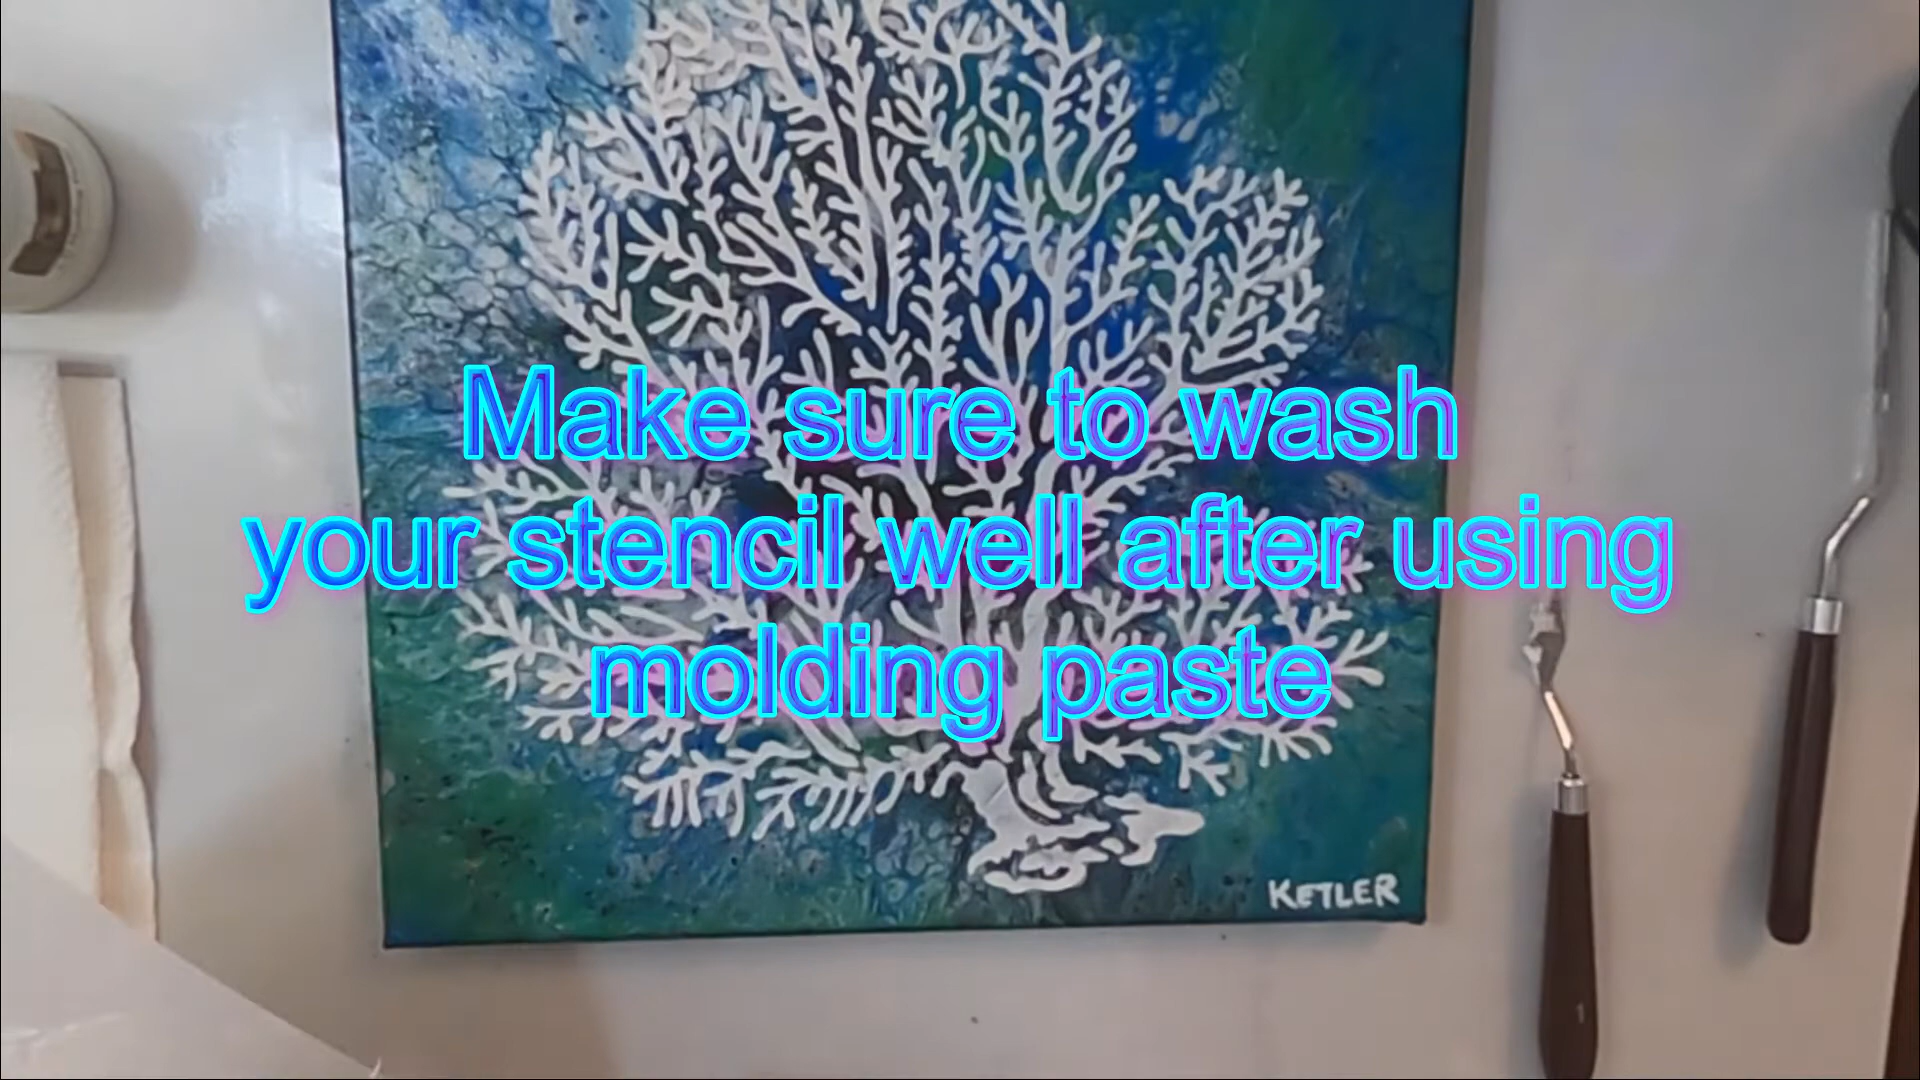 Make sure to wash
your stencil well after using
molding paste
KETLER